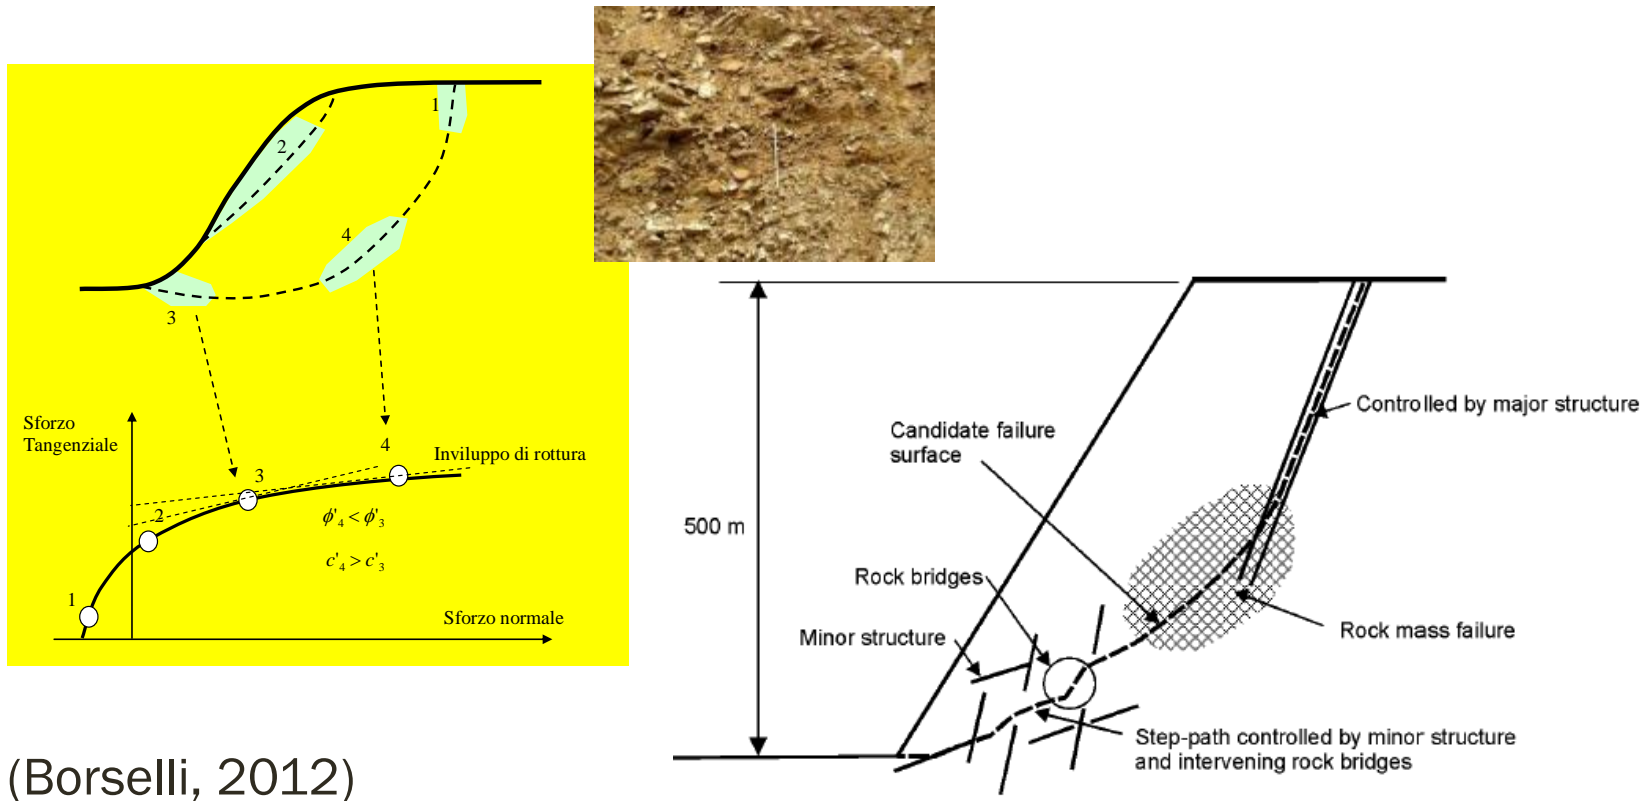 1
2
4
3
Sforzo
Tangenziale
4
Inviluppo di rottura
3
2
ϕ'₄ < ϕ'₃
c'₄ > c'₃
1
Sforzo normale
(Borselli, 2012)
500 m
Controlled by major structure
Candidate failure
surface
Rock bridges
Minor structure
Rock mass failure
Step-path controlled by minor structure
and intervening rock bridges